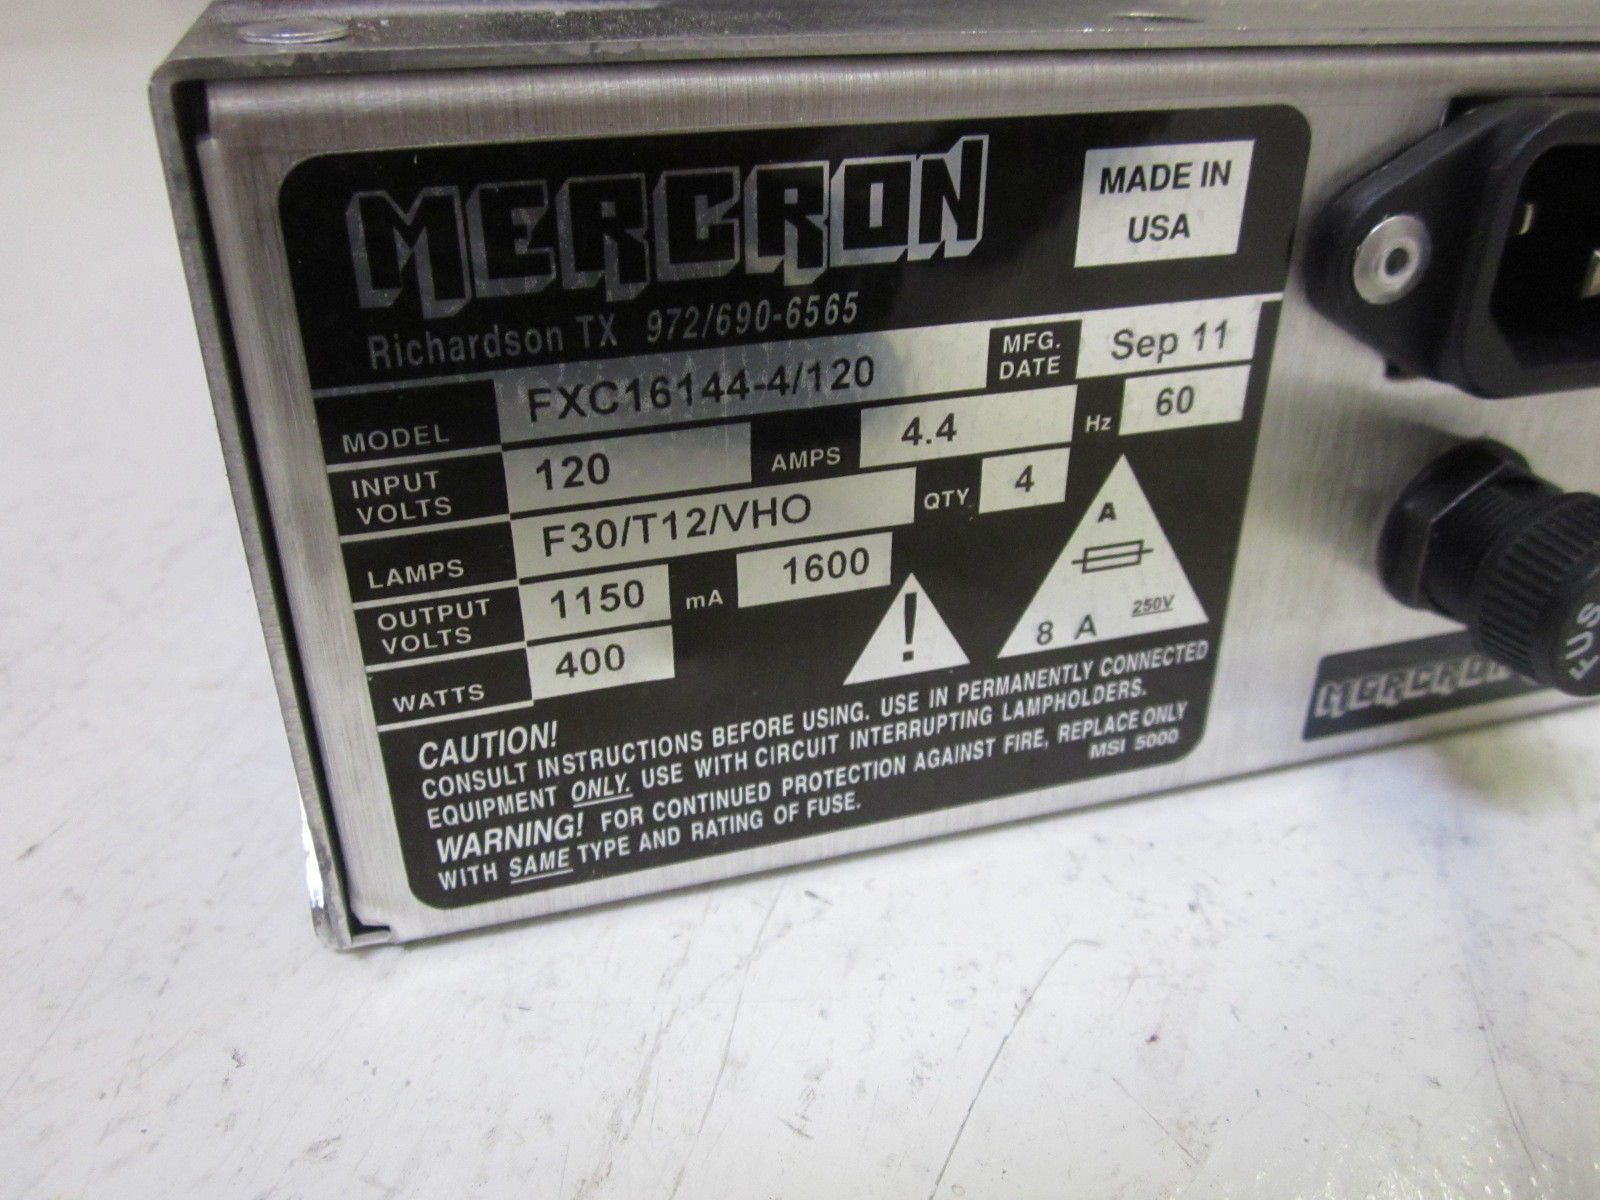 MERCRON
MADE IN
USA
Richardson TX 972/690-6565
MODEL FXC16144-4/120 MFG. DATE Sep 11
INPUT VOLTS 120 AMPS 4.4 Hz 60
LAMPS F30/T12/VHO QTY 4
OUTPUT VOLTS 1150 mA 1600
WATTS 400
!
A
250V
8 A
CAUTION!
CONSULT INSTRUCTIONS BEFORE USING. USE IN PERMANENTLY CONNECTED
EQUIPMENT ONLY. USE WITH CIRCUIT INTERRUPTING LAMPHOLDERS.
WARNING! FOR CONTINUED PROTECTION AGAINST FIRE, REPLACE ONLY
WITH SAME TYPE AND RATING OF FUSE.
MSI 5000
MERCRON
FUS